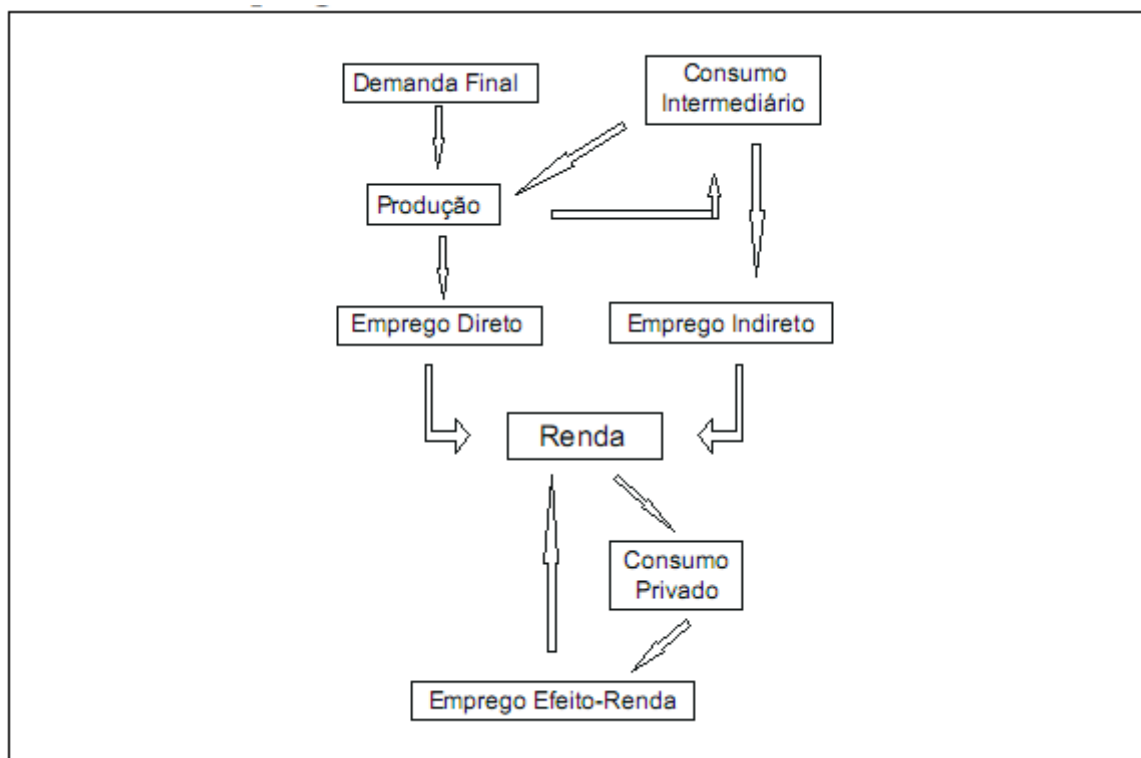 Demanda Final
Consumo
Intermediário
Produção
Emprego Direto
Emprego Indireto
Renda
Consumo
Privado
Emprego Efeito-Renda